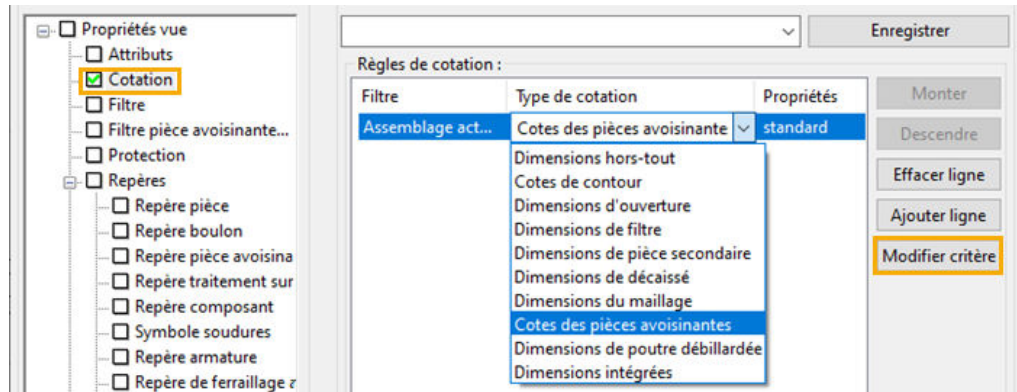 Propriétés vue
Attributs
Cotation
Filtre
Filtre pièce avoisinante...
Protection
Repères
Repère pièce
Repère boulon
Repère pièce avoisina
Repère traitement sur
Repère composant
Symbole soudures
Repère armature
Repère de ferraillage
Enregistrer
Règles de cotation :
Filtre Type de cotation Propriétés
Assemblage act... Cotes des pièces avoisinante standard
Dimensions hors-tout
Cotes de contour
Dimensions d'ouverture
Dimensions de filtre
Dimensions de pièce secondaire
Dimensions de décaissé
Dimensions du maillage
Cotes des pièces avoisinantes
Dimensions de poutre débillardée
Dimensions intégrées
Monter
Descendre
Effacer ligne
Ajouter ligne
Modifier critère